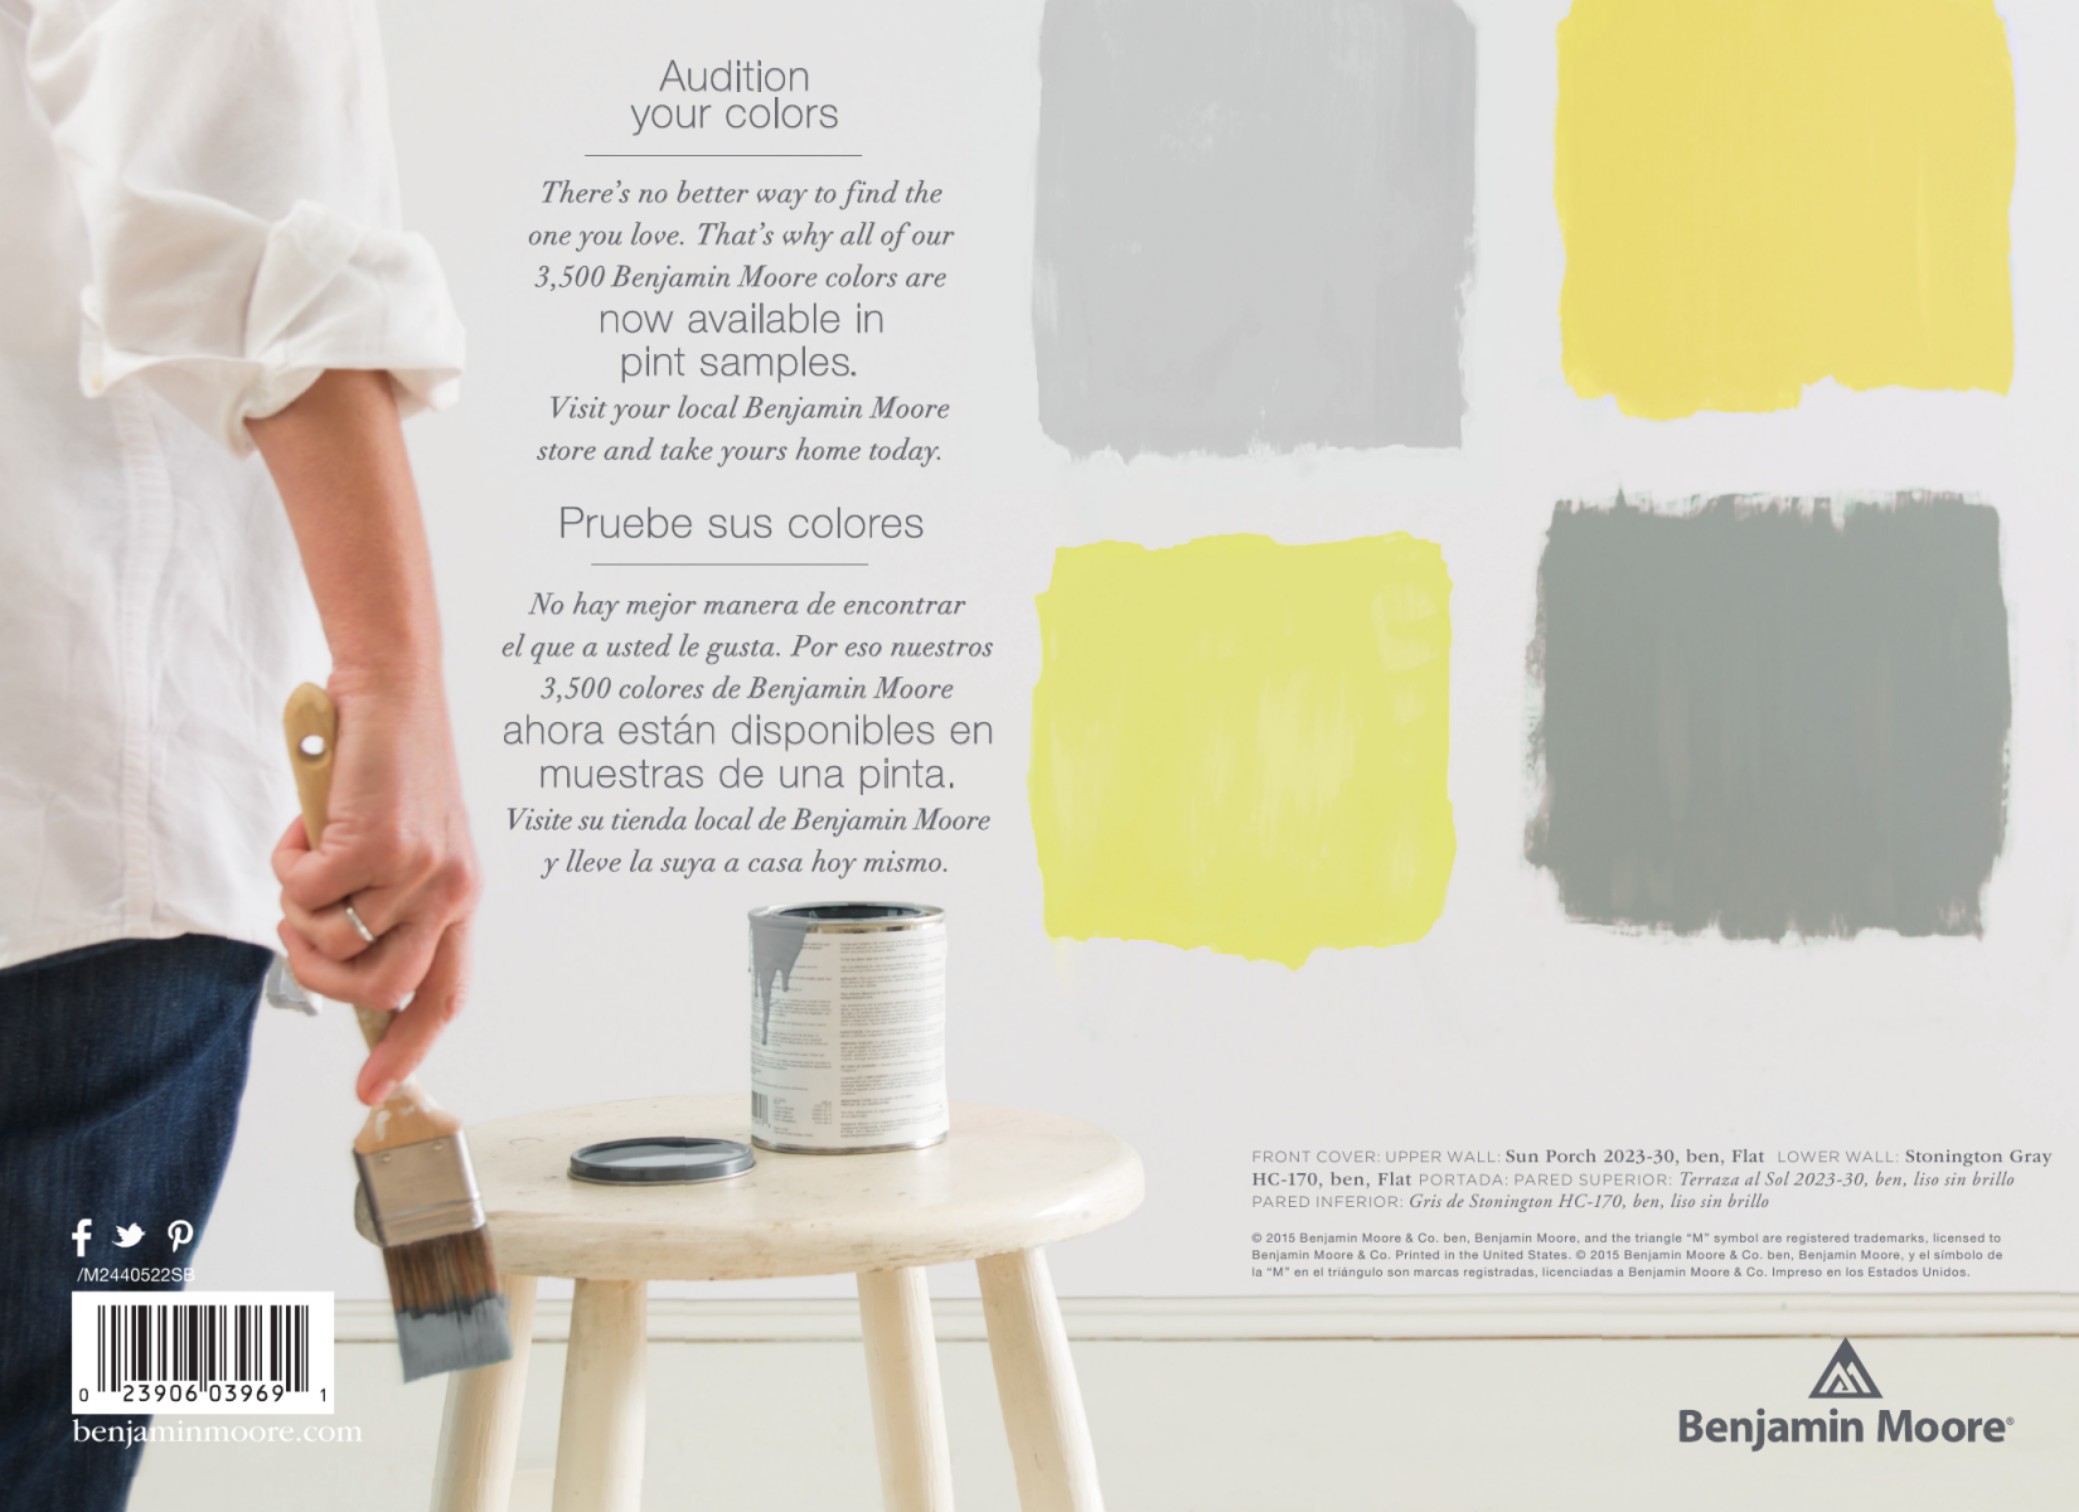 Audition
your colors
There's no better way to find the
one you love. That's why all of our
3,500 Benjamin Moore colors are
now available in
pint samples.
Visit your local Benjamin Moore
store and take yours home today.
Pruebe sus colores
No hay mejor manera de encontrar
el que a usted le gusta. Por eso nuestros
3,500 colores de Benjamin Moore
ahora están disponibles en
muestras de una pinta.
Visite su tienda local de Benjamin Moore
y lleve la suya a casa hoy mismo.
FRONT COVER: UPPER WALL: Sun Porch 2023-30, ben, Flat LOWER WALL: Stonington Gray
HC-170, ben, Flat PORTADA: PARED SUPERIOR: Terraza al Sol 2023-30, ben, liso sin brillo
PARED INFERIOR: Gris de Stonington HC-170, ben, liso sin brillo
© 2015 Benjamin Moore & Co. ben, Benjamin Moore, and the triangle "M" symbol are registered trademarks, licensed to
Benjamin Moore & Co. Printed in the United States. © 2015 Benjamin Moore & Co. ben, Benjamin Moore, y el símbolo de
la "M" en el triángulo son marcas registradas, licenciadas a Benjamin Moore & Co. Impreso en los Estados Unidos.
/M2440522SB
0 23906 03969 1
benjaminmoore.com
Benjamin Moore®